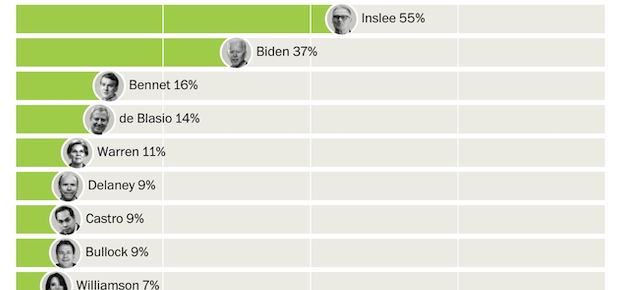 Inslee 55%
Biden 37%
Bennet 16%
de Blasio 14%
Warren 11%
Delaney 9%
Castro 9%
Bullock 9%
Williamson 7%